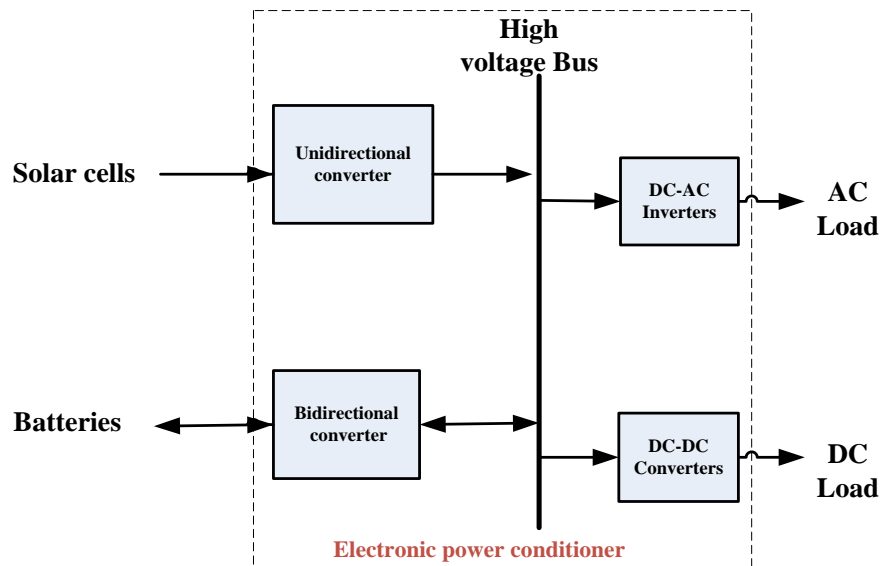 High
voltage Bus
Unidirectional
converter
Solar cells
DC-AC
Inverters
AC
Load
Batteries
Bidirectional
converter
DC-DC
Converters
DC
Load
Electronic power conditioner